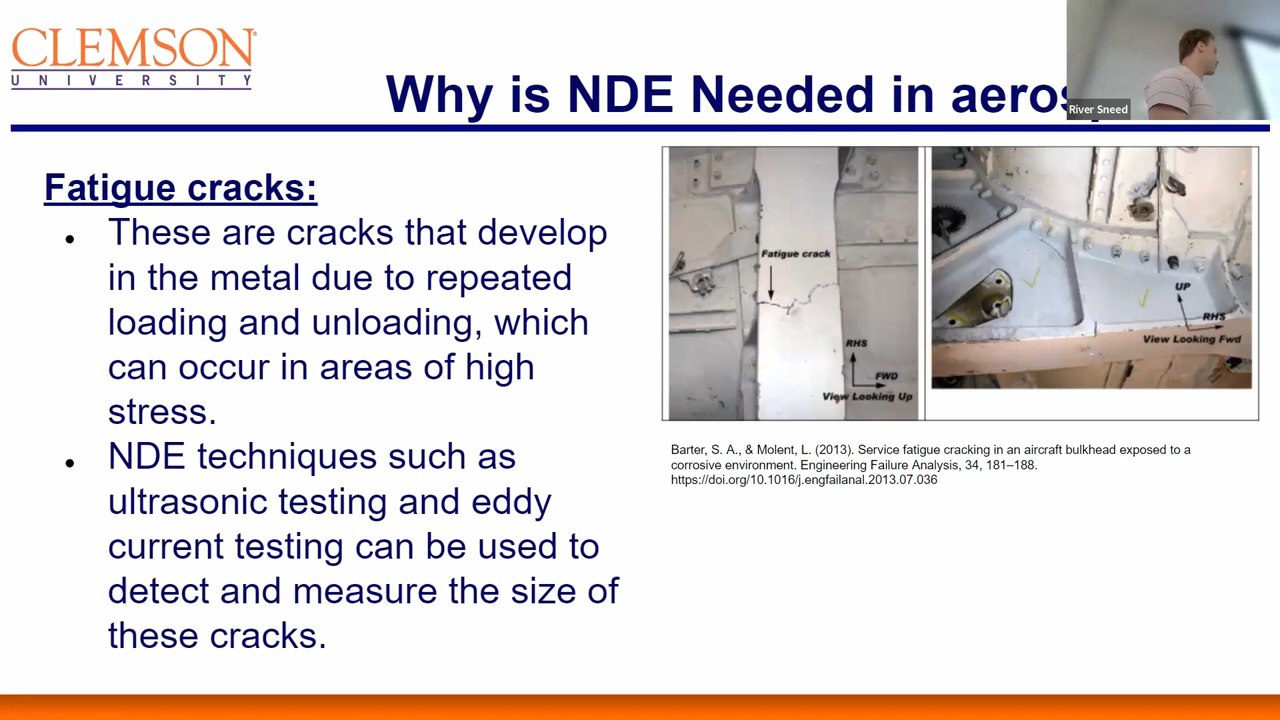 CLEMSON
UNIVERSITY
Why is NDE Needed in
River Sneed
Fatigue cracks:
These are cracks that develop
in the metal due to repeated
loading and unloading, which
can occur in areas of high
stress.
NDE techniques such as
ultrasonic testing and eddy
current testing can be used to
detect and measure the size of
these cracks.
Fatigue crack
RHS
FWD
View Looking Up
UP
RHS
View Looking Fwd
Barter, S. A., & Molent, L. (2013). Service fatigue cracking in an aircraft bulkhead exposed to a
corrosive environment. Engineering Failure Analysis, 34, 181–188.
https://doi.org/10.1016/j.engfailanal.2013.07.036